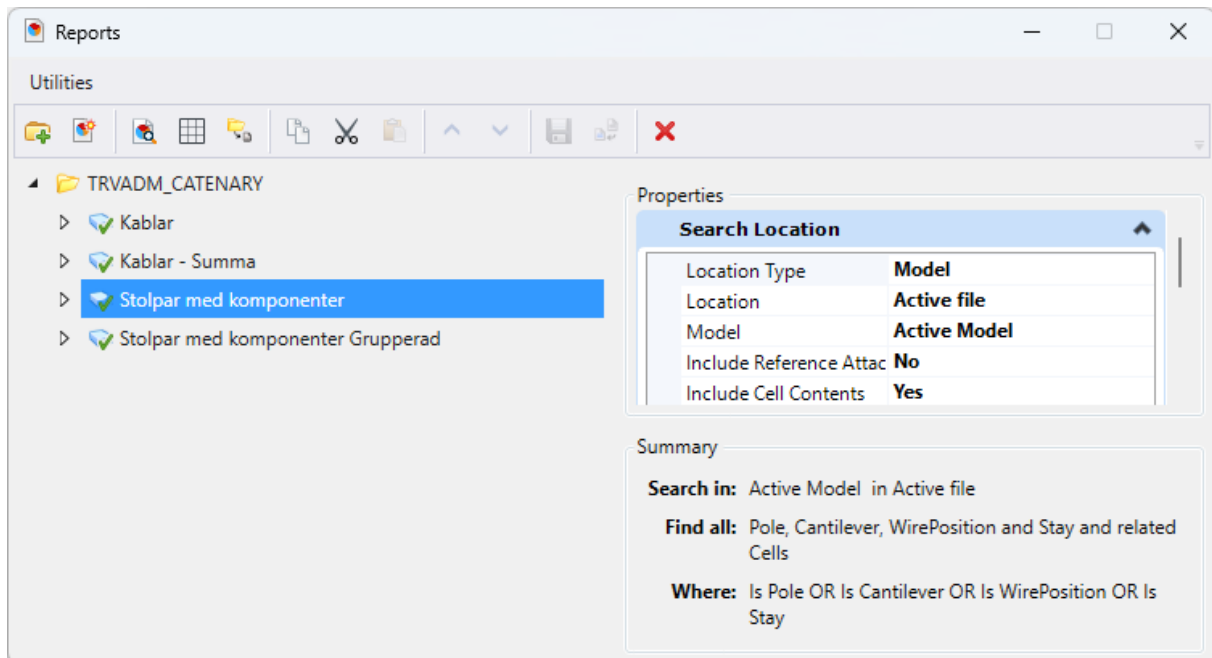 Reports
Utilities
TRVADM_CATENARY
Kablar
Kablar - Summa
Stolpar med komponenter
Stolpar med komponenter Grupperad
Properties
Search Location
Location Type Model
Location Active file
Model Active Model
Include Reference Attac No
Include Cell Contents Yes
Summary
Search in: Active Model in Active file
Find all: Pole, Cantilever, WirePosition and Stay and related
Cells
Where: Is Pole OR Is Cantilever OR Is WirePosition OR Is
Stay